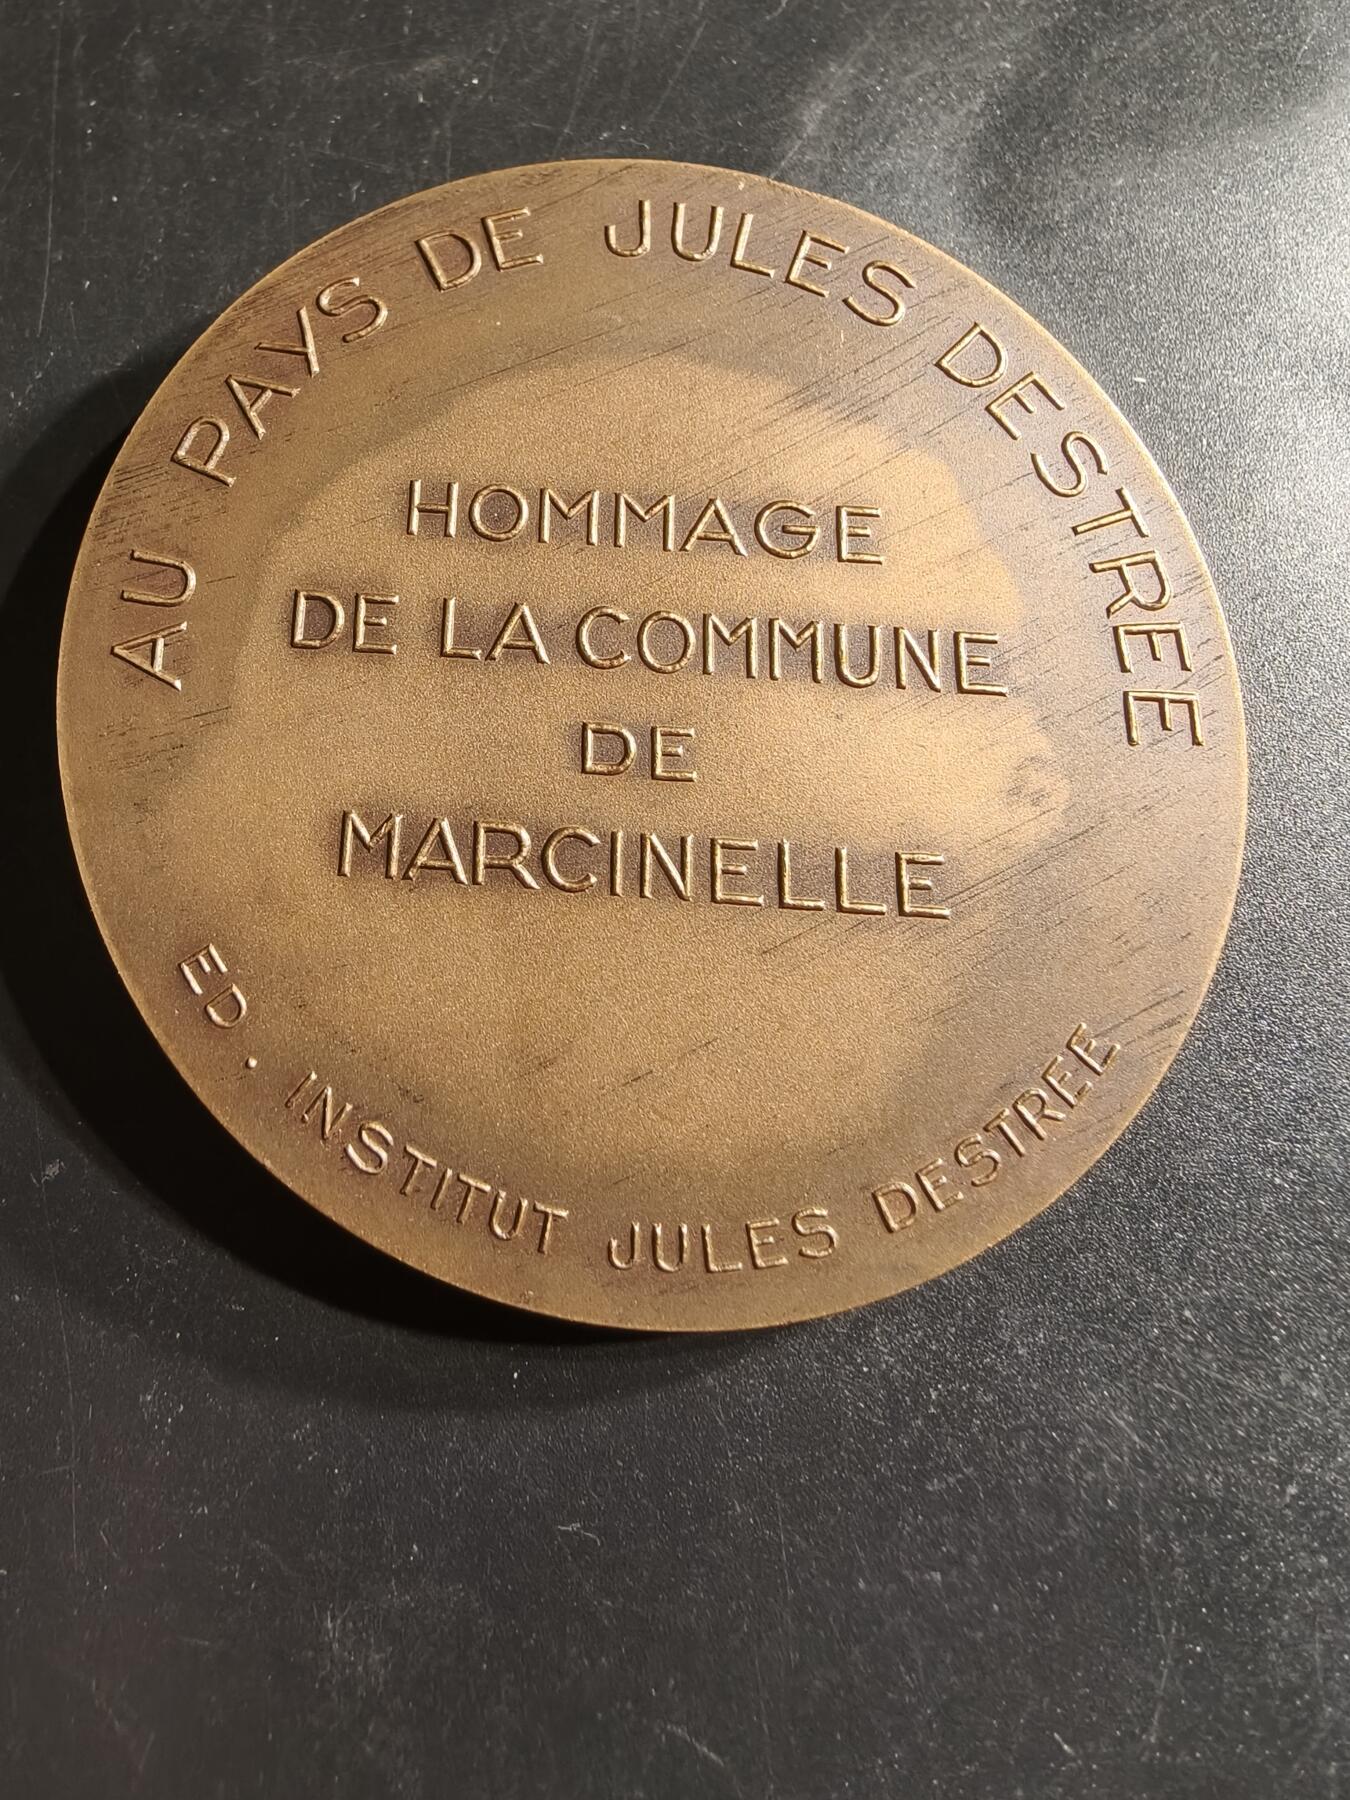 AU PAYS DE JULES DESTREE
HOMMAGE
DE LA COMMUNE
DE
MARCINELLE
ED. INSTITUT JULES DESTREE